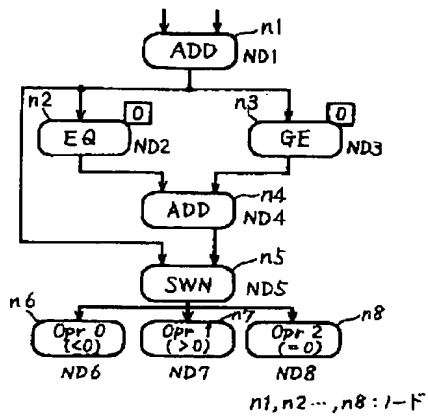 n1
ADD
ND1
n2
n3
0
0
EQ
ND2
GE
ND3
n4
ADD
ND4
n5
SWN
ND5
n6
n7
n8
Opr 0
(<0)
Opr 1
(>0)
Opr 2
(=0)
ND6
ND7
ND8
n1, n2…, n8:ノード